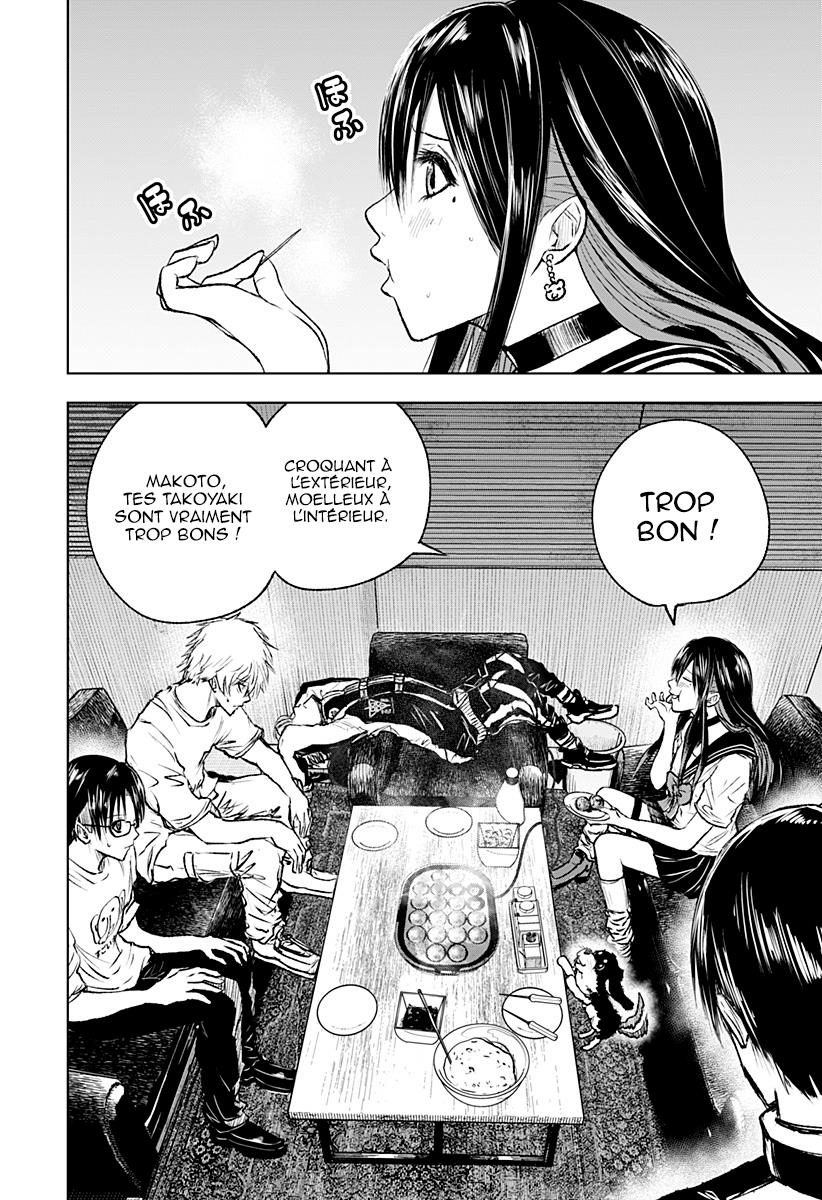 ほふ
ほふ
TROP
BON !
CROQUANT À
L'EXTÉRIEUR,
MOELLEUX À
L'INTÉRIEUR.
MAKOTO,
TES TAKOYAKI
SONT VRAIMENT
TROP BONS !